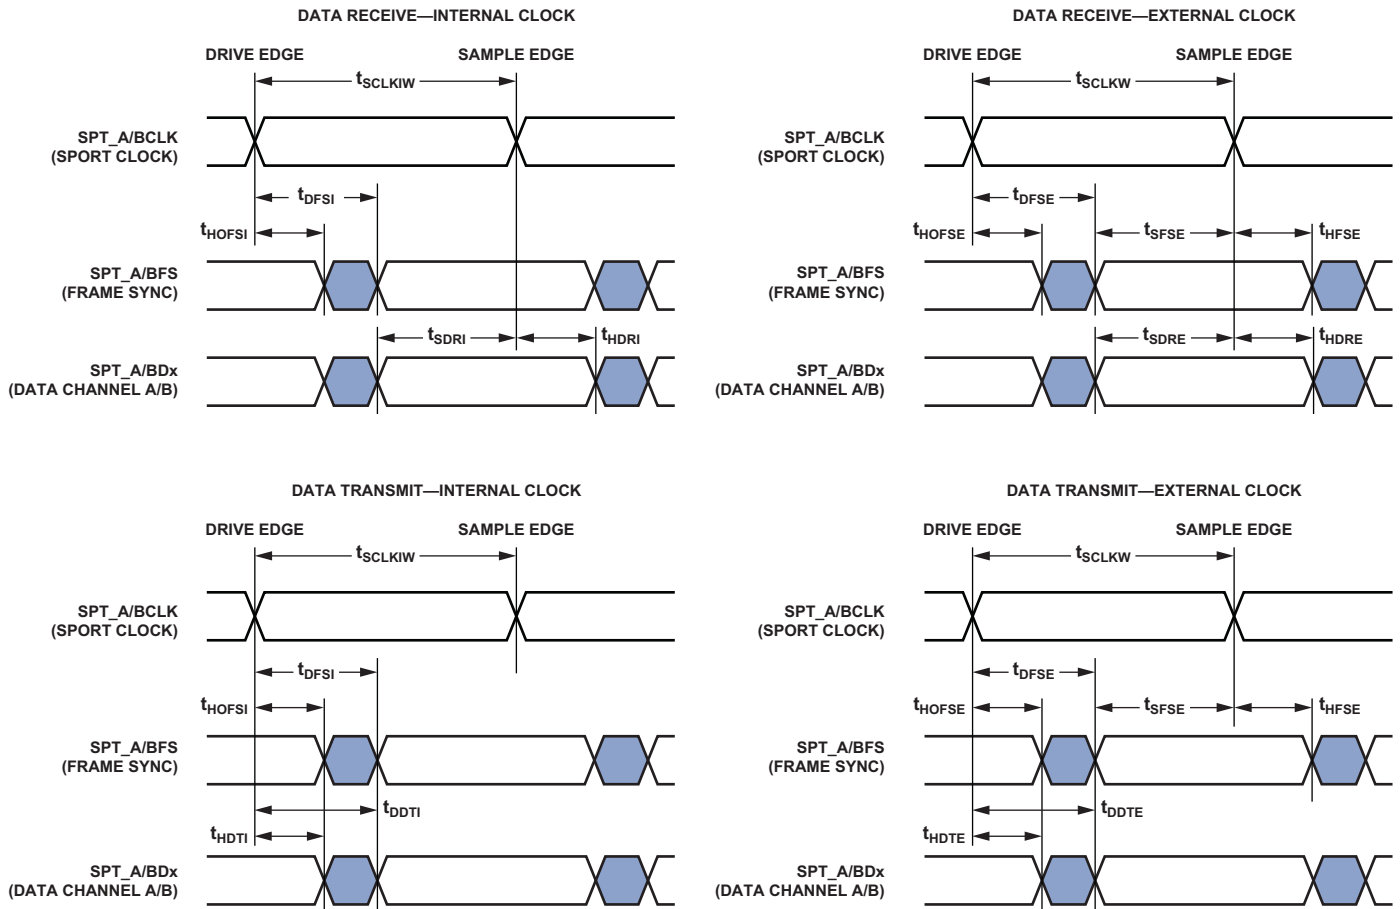 DATA RECEIVE—INTERNAL CLOCK
DRIVE EDGE
SAMPLE EDGE
tSCLKIW
SPT_A/BCLK
(SPORT CLOCK)
tDFSI
tHOFSI
SPT_A/BFS
(FRAME SYNC)
tSDRI
tHDRI
SPT_A/BDx
(DATA CHANNEL A/B)
DATA RECEIVE—EXTERNAL CLOCK
DRIVE EDGE
SAMPLE EDGE
tSCLKW
SPT_A/BCLK
(SPORT CLOCK)
tDFSE
tHOFSE
tSFSE
tHFSE
SPT_A/BFS
(FRAME SYNC)
tSDRE
tHDRE
SPT_A/BDx
(DATA CHANNEL A/B)
DATA TRANSMIT—INTERNAL CLOCK
DRIVE EDGE
SAMPLE EDGE
tSCLKIW
SPT_A/BCLK
(SPORT CLOCK)
tDFSI
tHOFSI
SPT_A/BFS
(FRAME SYNC)
tDDTI
tHDTI
SPT_A/BDx
(DATA CHANNEL A/B)
DATA TRANSMIT—EXTERNAL CLOCK
DRIVE EDGE
SAMPLE EDGE
tSCLKW
SPT_A/BCLK
(SPORT CLOCK)
tDFSE
tHOFSE
tSFSE
tHFSE
SPT_A/BFS
(FRAME SYNC)
tDDTE
tHDTE
SPT_A/BDx
(DATA CHANNEL A/B)